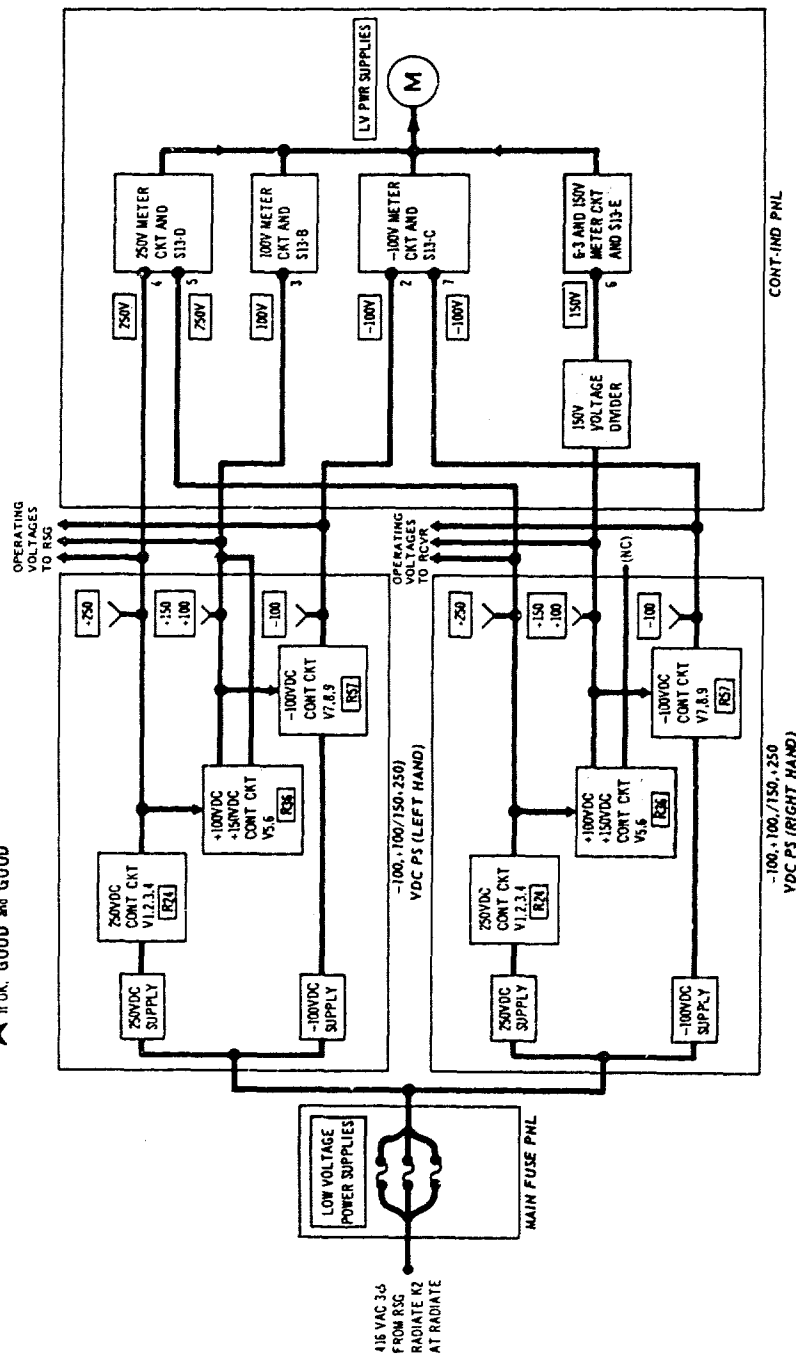 IF OK, GOOD AND GOOD
416 VAC 3ϕ
FROM RSG
RADIATE K2
AT RADIATE
LOW VOLTAGE
POWER SUPPLIES
MAIN FUSE PNL
250VDC
SUPPLY
-100VDC
SUPPLY
250VDC
CONT CKT
V1,2,3,4
R24
+100VDC
+150VDC
CONT CKT
V5,6
R36
-100VDC
CONT CKT
V7,8,9
R57
+250
+150
+100
-100
-100,+100/150,+250)
VDC PS (LEFT HAND)
OPERATING
VOLTAGES
TO RSG
250VDC
SUPPLY
-100VDC
SUPPLY
250VDC
CONT CKT
V1,2,3,4
R24
+100VDC
+150VDC
CONT CKT
V5,6
R36
-100VDC
CONT CKT
V7,8,9
R57
+250
+150
+100
-100
-100,+100,/150,+250
VDC PS (RIGHT HAND)
OPERATING
VOLTAGES
TO RCVR
(NC)
250V
4
250V
5
100V
3
-100V
2
-100V
7
150V
VOLTAGE
DIVIDER
150V
6
250V METER
CKT AND
S13-D
100V METER
CKT AND
S13-B
-100V METER
CKT AND
S13-C
6-3 AND 150V
METER CKT
AND S13-E
LV PWR SUPPLIES
M
CONT-IND PNL